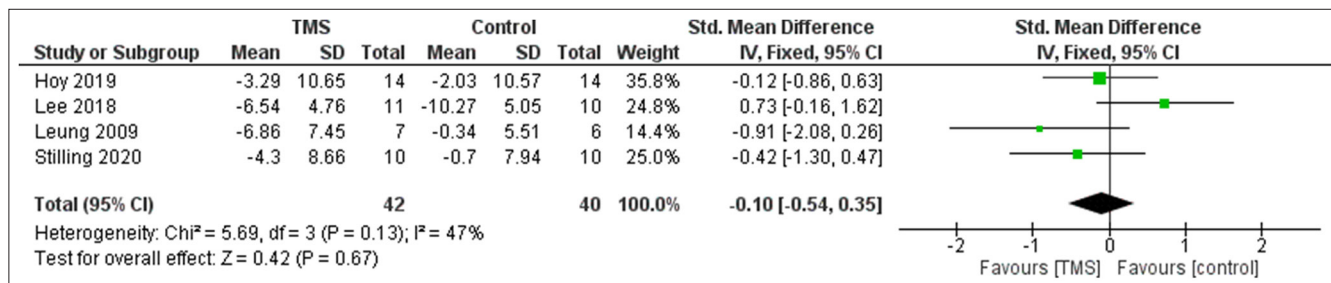 TMS Control Std. Mean Difference Std. Mean Difference
Study or Subgroup Mean SD Total Mean SD Total Weight IV, Fixed, 95% CI IV, Fixed, 95% CI
Hoy 2019 -3.29 10.65 14 -2.03 10.57 14 35.8% -0.12 [-0.86, 0.63]
Lee 2018 -6.54 4.76 11 -10.27 5.05 10 24.8% 0.73 [-0.16, 1.62]
Leung 2009 -6.86 7.45 7 -0.34 5.51 6 14.4% -0.91 [-2.08, 0.26]
Stilling 2020 -4.3 8.66 10 -0.7 7.94 10 25.0% -0.42 [-1.30, 0.47]
Total (95% CI) 42 40 100.0% -0.10 [-0.54, 0.35]
Heterogeneity: Chi² = 5.69, df = 3 (P = 0.13); I² = 47%
Test for overall effect: Z = 0.42 (P = 0.67)
-2 -1 0 1 2
Favours [TMS] Favours [control]